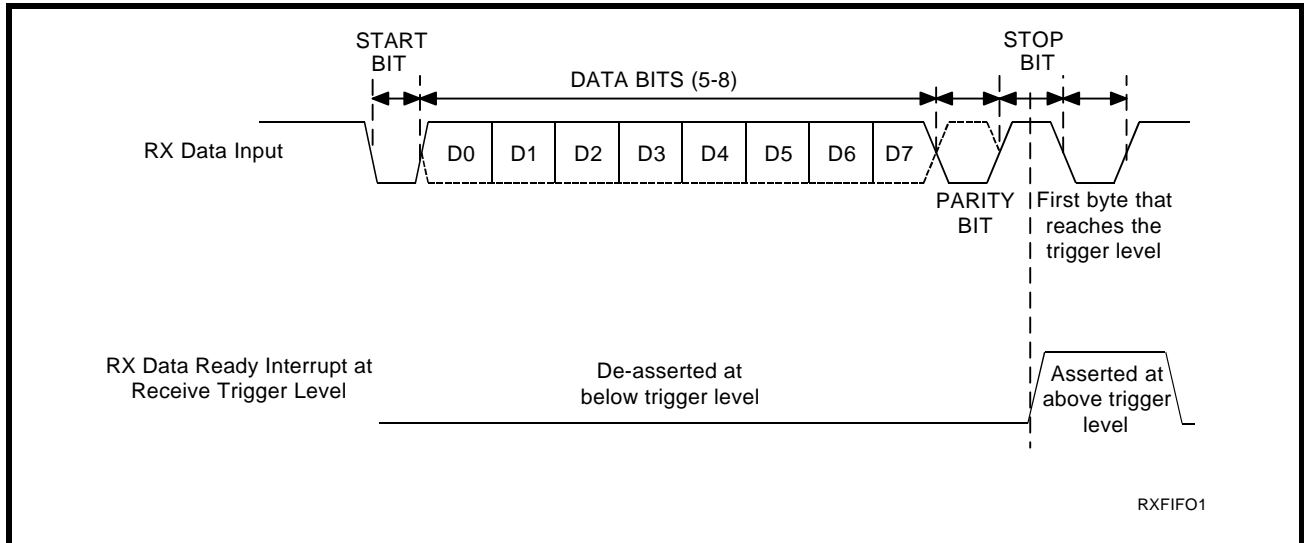 START
BIT
STOP
BIT
DATA BITS (5-8)
RX Data Input
D0 D1 D2 D3 D4 D5 D6 D7
PARITY
BIT
First byte that
reaches the
trigger level
RX Data Ready Interrupt at
Receive Trigger Level
De-asserted at
below trigger level
Asserted at
above trigger
level
RXFIFO1